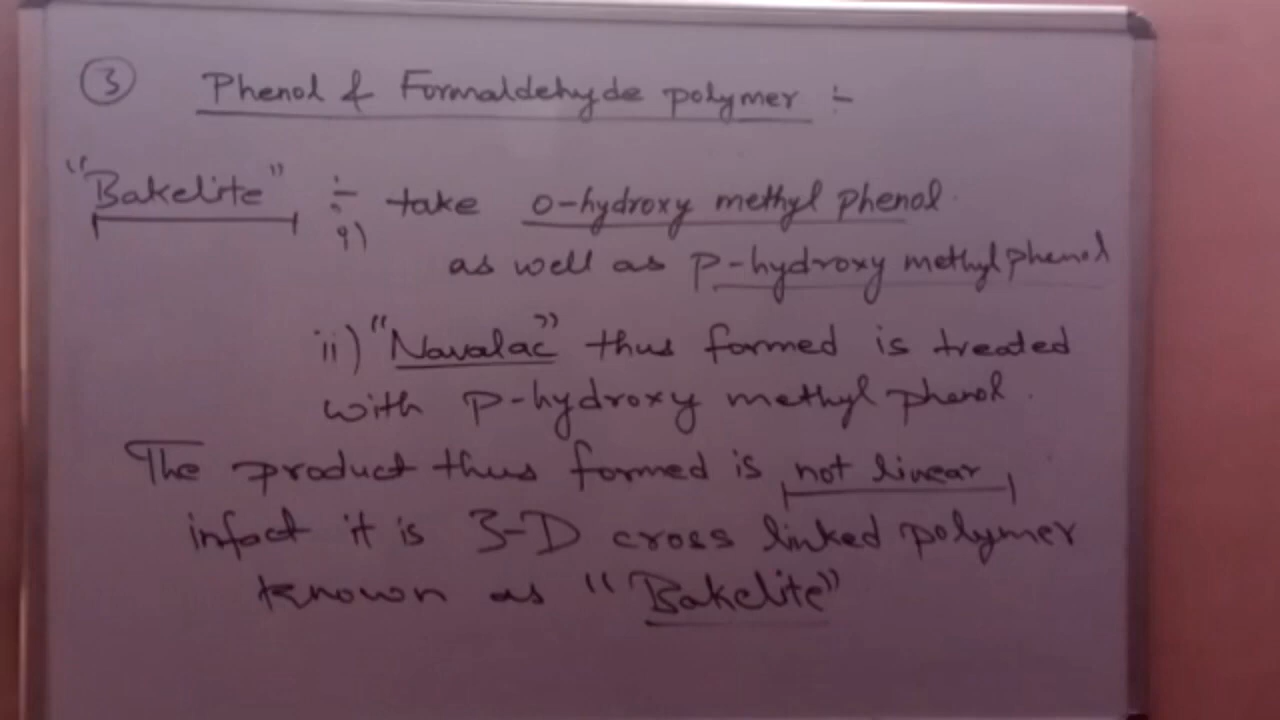 ③ Phenol & Formaldehyde polymer :-
"Bakelite" :- take o-hydroxy methyl phenol.
i) as well as p-hydroxy methyl phenol
ii) "Navalac" thus formed is treated
with p-hydroxy methyl phenol.
The product thus formed is not linear
infact it is 3-D cross linked polymer
known as "Bakelite"